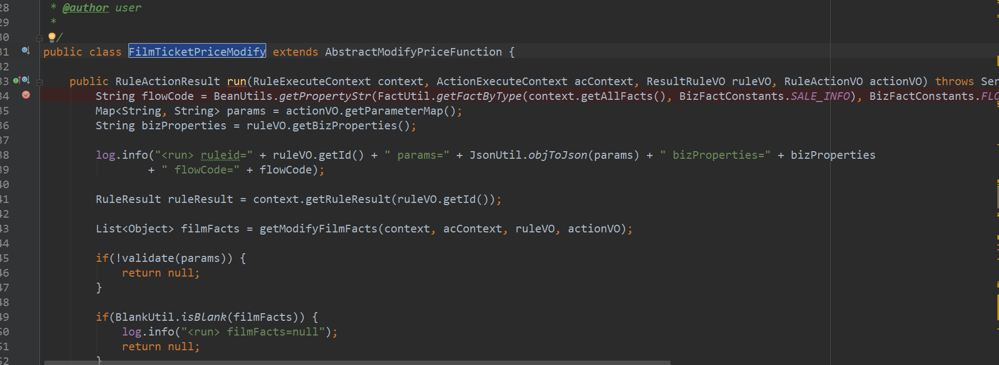 28 * @author user
29 *
30 */
31 public class FilmTicketPriceModify extends AbstractModifyPriceFunction {
32
33 public RuleActionResult run(RuleExecuteContext context, ActionExecuteContext acContext, ResultRuleVO ruleVO, RuleActionVO actionVO) throws Ser
34 String flowCode = BeanUtils.getPropertyStr(FactUtil.getFactByType(context.getAllFacts(), BizFactConstants.SALE_INFO), BizFactConstants.FLO
35 Map<String, String> params = actionVO.getParameterMap();
36 String bizProperties = ruleVO.getBizProperties();
37
38 log.info("<run> ruleid=" + ruleVO.getId() + " params=" + JsonUtil.objToJson(params) + " bizProperties=" + bizProperties
39 + " flowCode=" + flowCode);
40
41 RuleResult ruleResult = context.getRuleResult(ruleVO.getId());
42
43 List<Object> filmFacts = getModifyFilmFacts(context, acContext, ruleVO, actionVO);
44
45 if(!validate(params)) {
46 return null;
47 }
48
49 if(BlankUtil.isBlank(filmFacts)) {
50 log.info("<run> filmFacts=null");
51 return null;
52 }